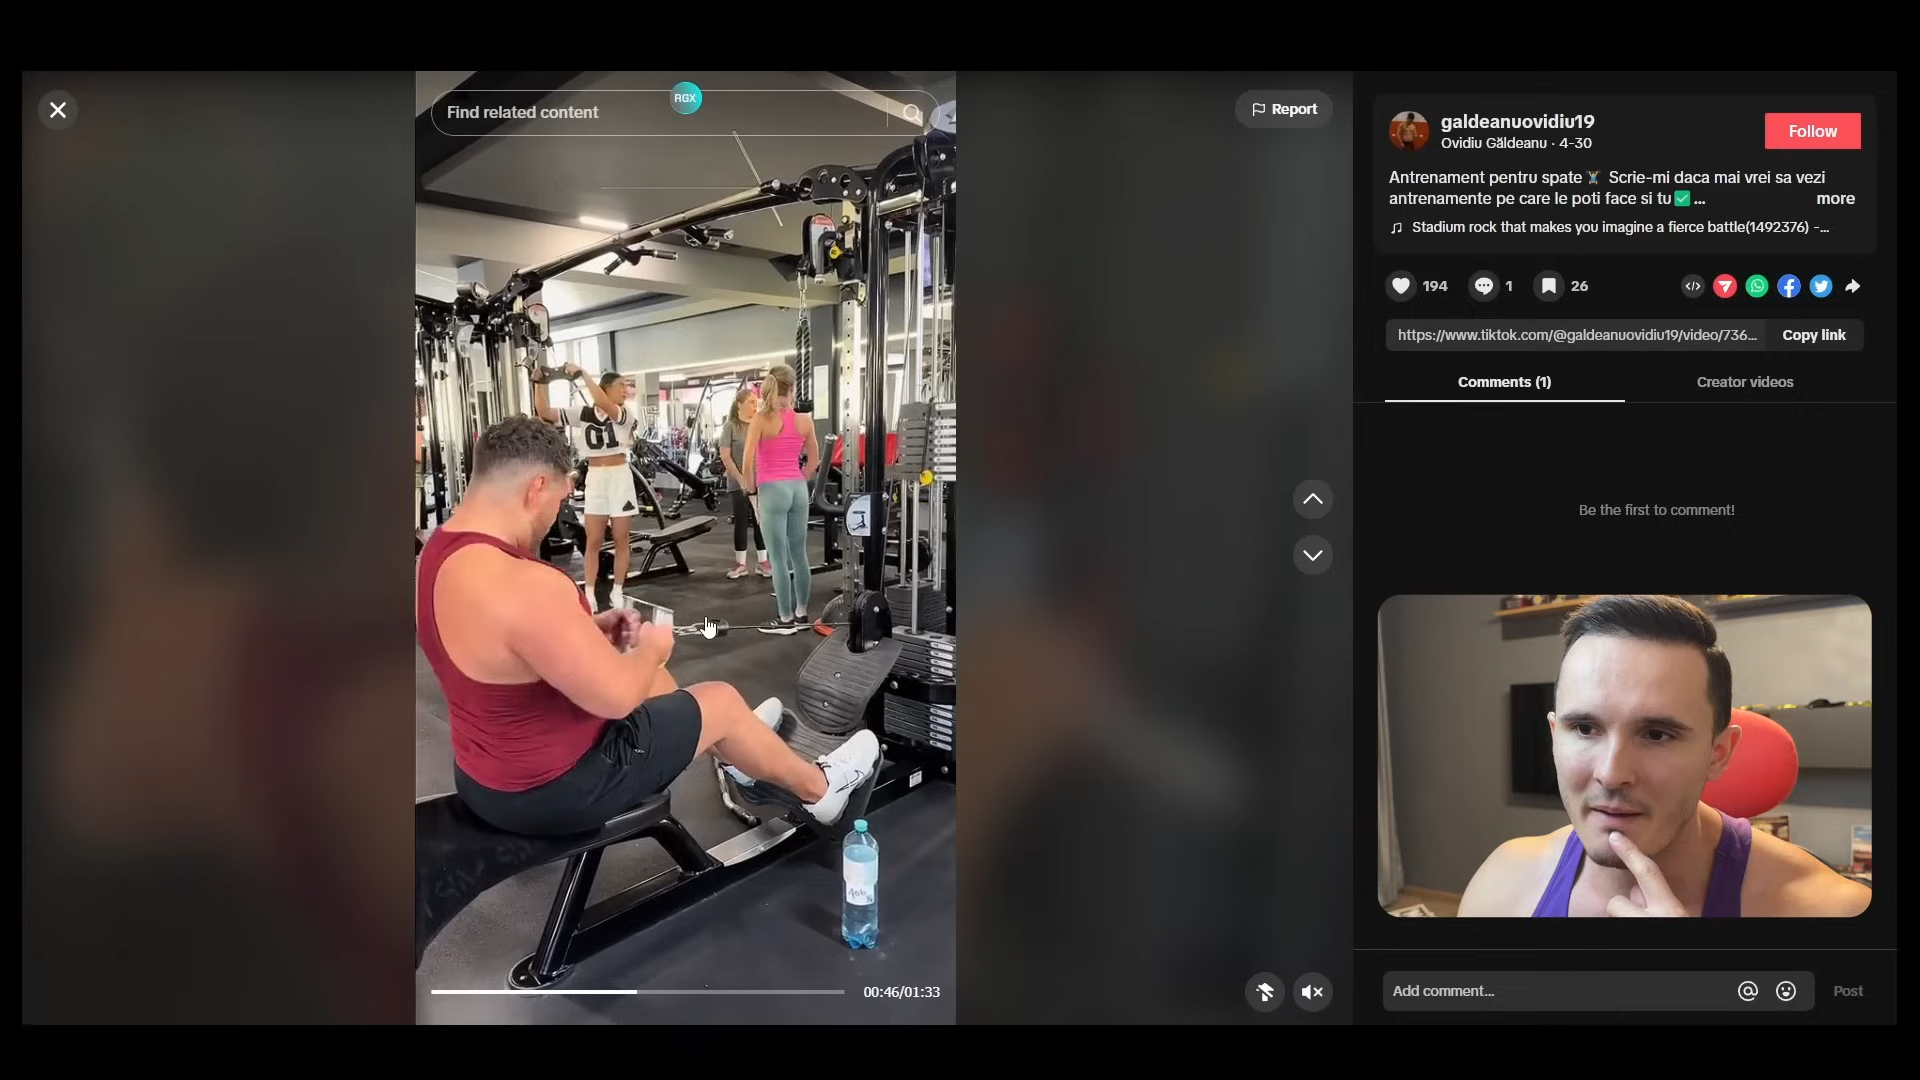 Find related content
RGX
Report
galdeanuovidiu19
Ovidiu Găldeanu · 4-30
Follow
Antrenament pentru spate🏋 Scrie-mi daca mai vrei sa vezi
antrenamente pe care le poti face si tu✅ ...
more
Stadium rock that makes you imagine a fierce battle(1492376) -...
194
1
26
https://www.tiktok.com/@galdeanuovidiu19/video/736...
Copy link
Comments (1)
Creator videos
Be the first to comment!
01
00:46/01:33
Add comment...
Post